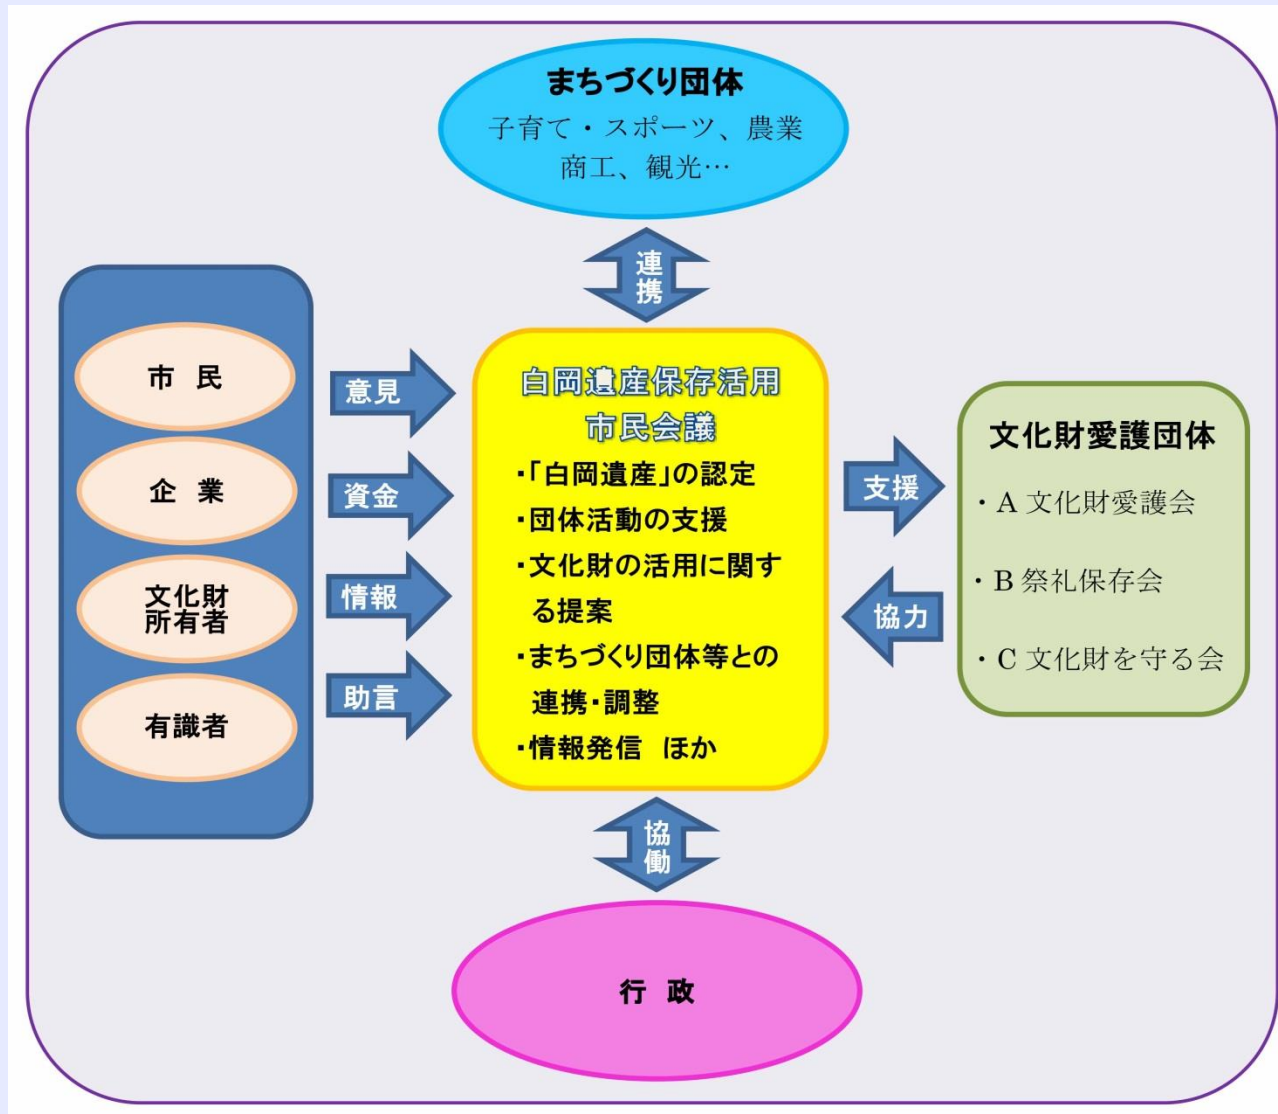 まちづくり団体
子育て・スポーツ、農業
商工、観光…
連
携
市 民
企 業
文化財
所有者
有識者
意見
資金
情報
助言
白岡遺産保存活用
市民会議
・「白岡遺産」の認定
・団体活動の支援
・文化財の活用に関す
る提案
・まちづくり団体等との
連携・調整
・情報発信 ほか
支援
協力
文化財愛護団体
・A 文化財愛護会
・B 祭礼保存会
・C 文化財を守る会
協
働
行 政